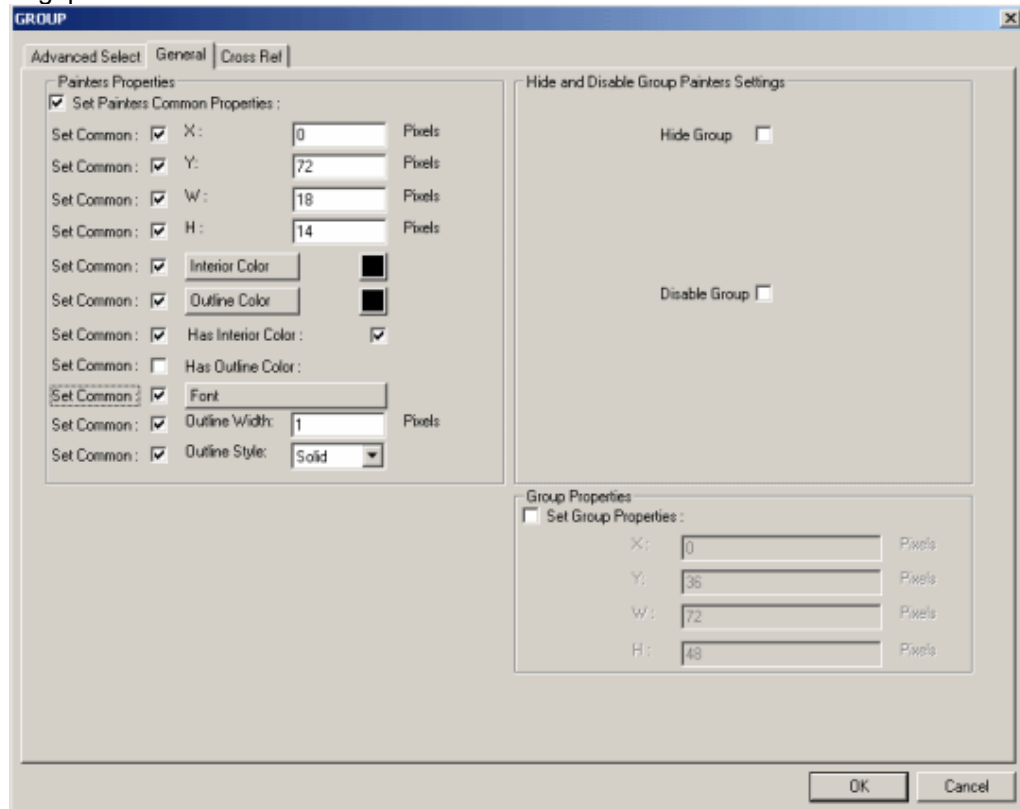 GROUP
Advanced Select General Cross Ref
Painters Properties
Set Painters Common Properties :
Set Common : X : 0 Pixels
Set Common : Y: 72 Pixels
Set Common : W : 18 Pixels
Set Common : H : 14 Pixels
Set Common : Interior Color
Set Common : Outline Color
Set Common : Has Interior Color :
Set Common : Has Outline Color :
Set Common : Font
Set Common : Outline Width: 1 Pixels
Set Common : Outline Style: Solid
Hide and Disable Group Painters Settings
Hide Group
Disable Group
Group Properties
Set Group Properties :
X : 0 Pixels
Y: 36 Pixels
W : 72 Pixels
H : 48 Pixels
OK Cancel